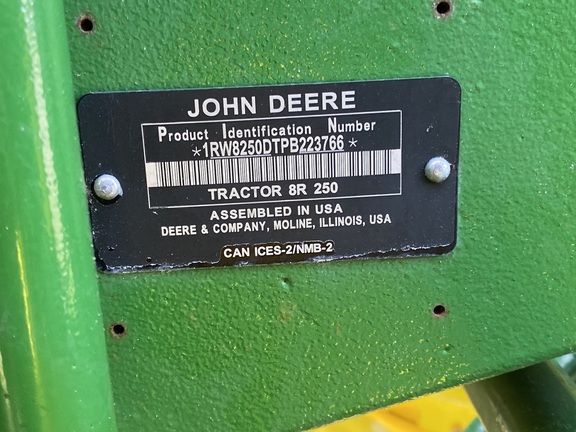 JOHN DEERE
Product Identification Number
*1RW8250DTPB223766*
TRACTOR 8R 250
ASSEMBLED IN USA
DEERE & COMPANY, MOLINE, ILLINOIS, USA
CAN ICES-2/NMB-2